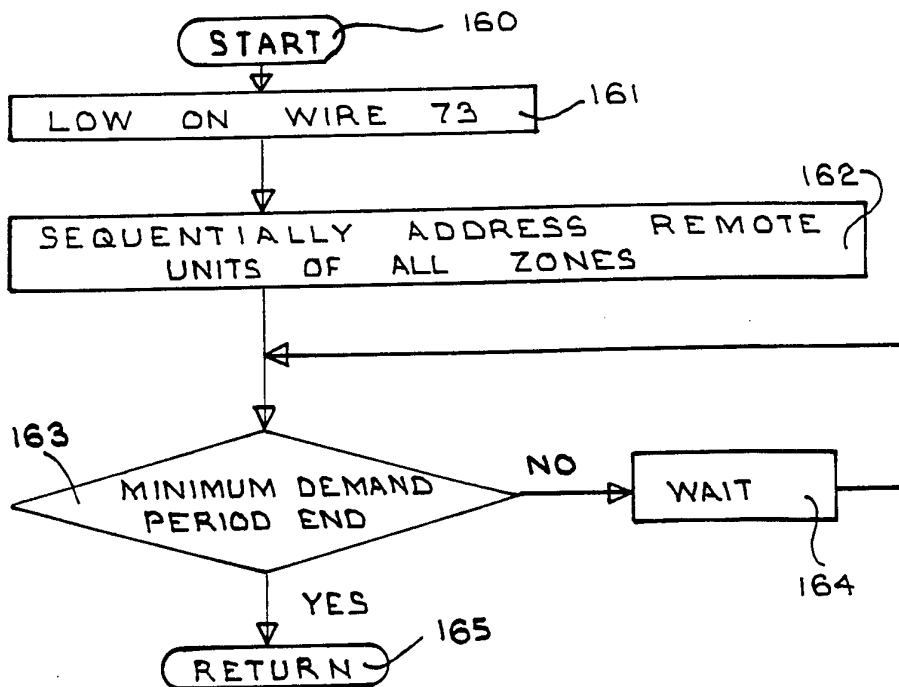 START
160
LOW ON WIRE 73
161
162
SEQUENTIALLY ADDRESS REMOTE
UNITS OF ALL ZONES
163
MINIMUM DEMAND
PERIOD END
NO
WAIT
164
YES
RETURN
165